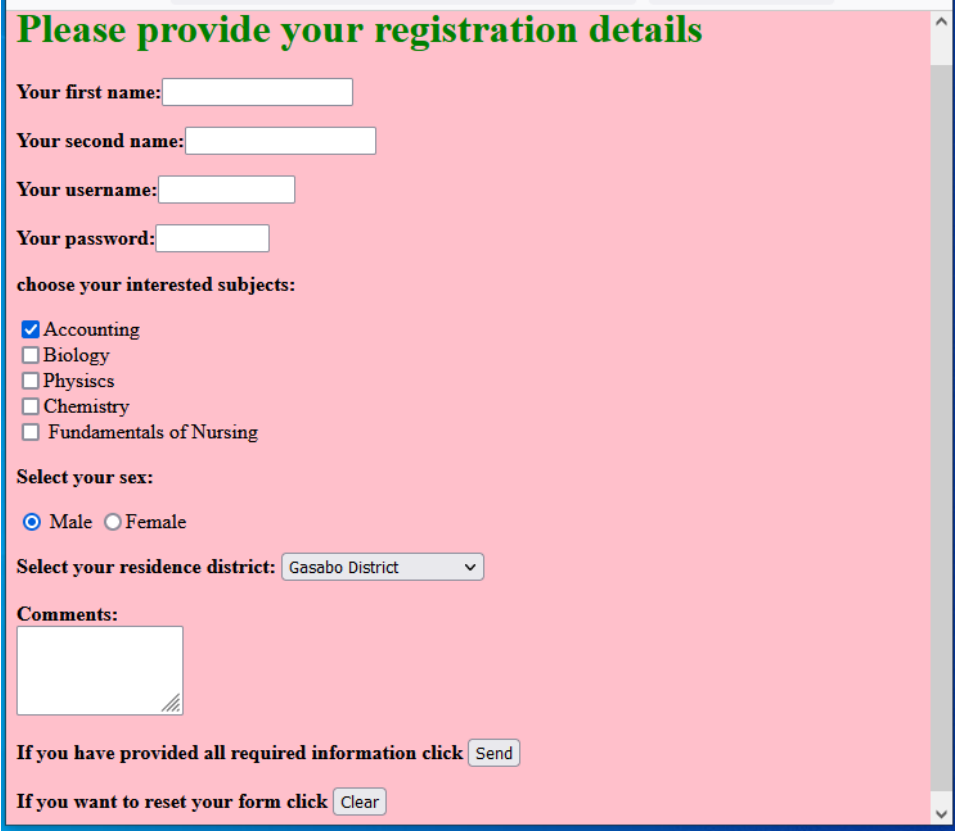 Please provide your registration details
Your first name:
Your second name:
Your username:
Your password:
choose your interested subjects:
Accounting
Biology
Physiscs
Chemistry
Fundamentals of Nursing
Select your sex:
Male Female
Select your residence district: Gasabo District
Comments:
If you have provided all required information click Send
If you want to reset your form click Clear